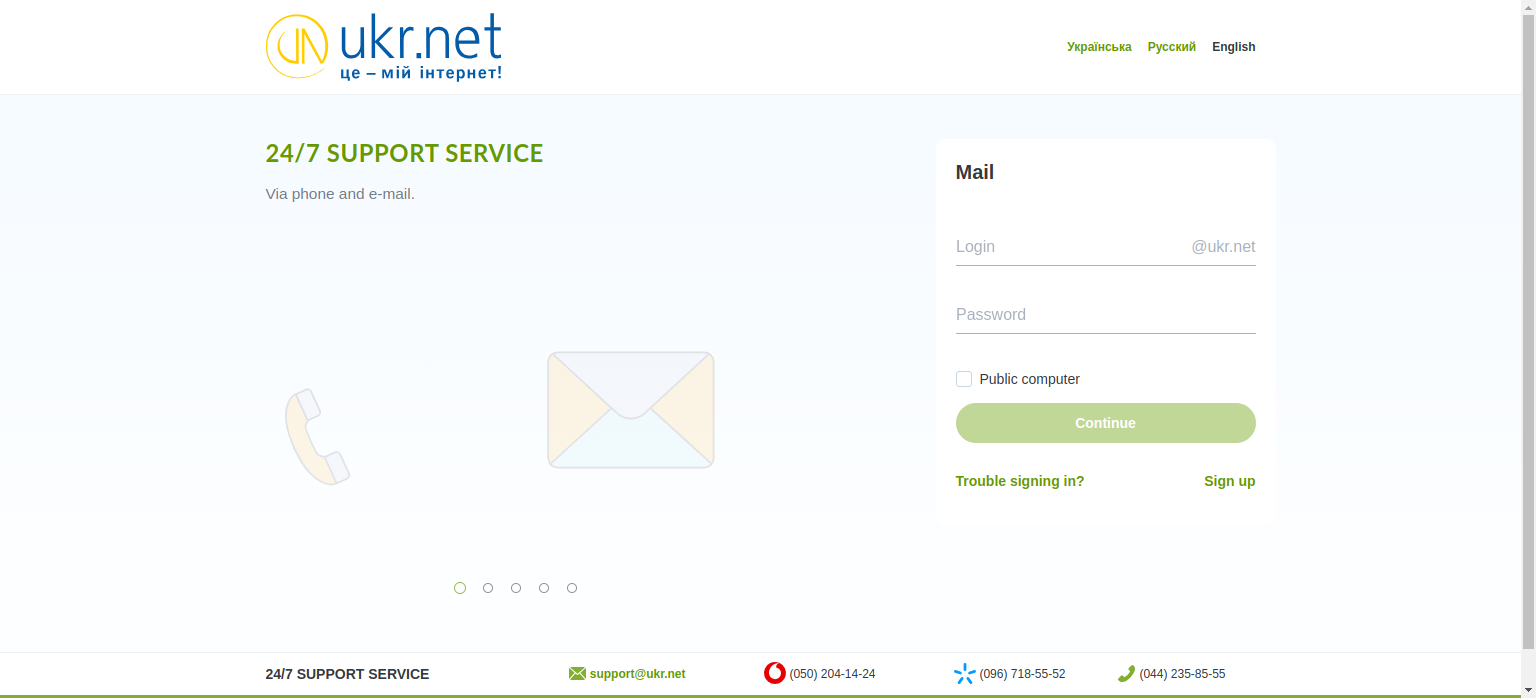 ukr.net
це – мій інтернет!
Українська Русский English
24/7 SUPPORT SERVICE
Via phone and e-mail.
Mail
Login @ukr.net
Password
Public computer
Continue
Trouble signing in? Sign up
24/7 SUPPORT SERVICE support@ukr.net (050) 204-14-24 (096) 718-55-52 (044) 235-85-55